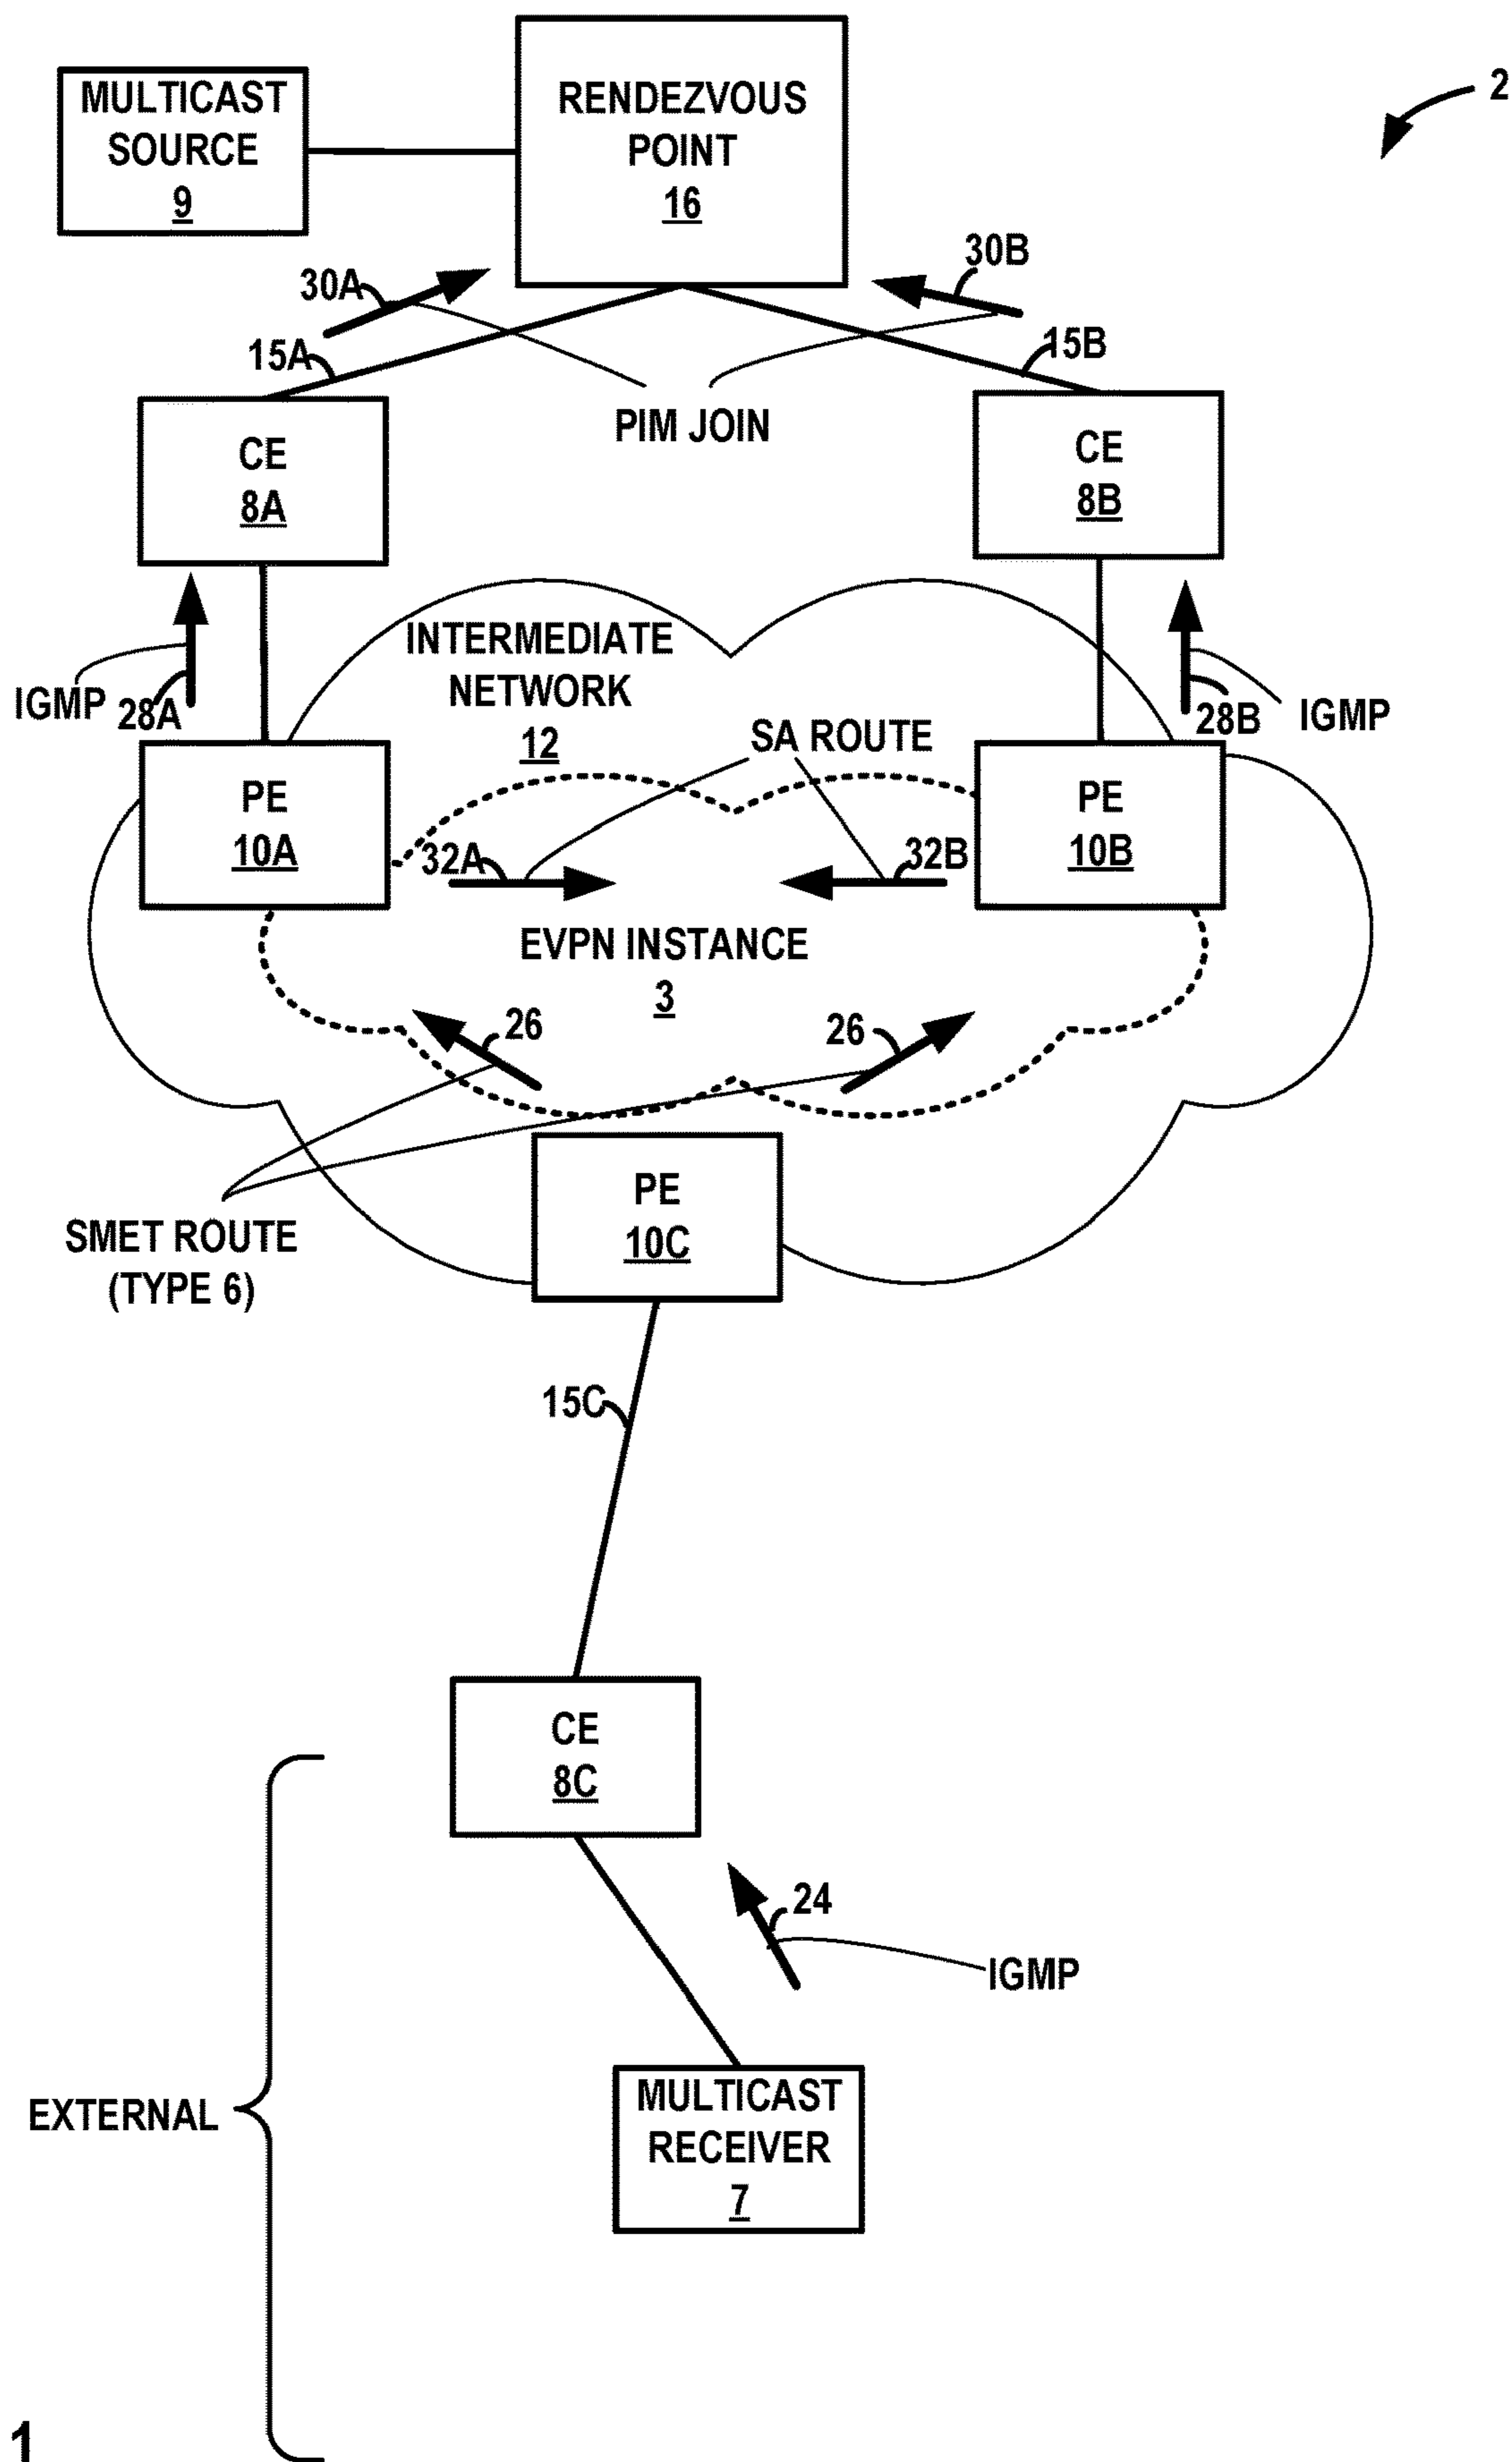 2
MULTICAST
SOURCE
9
RENDEZVOUS
POINT
16
30A
30B
15A
15B
PIM JOIN
CE
8A
CE
8B
INTERMEDIATE
NETWORK
12
IGMP
28A
28B
IGMP
SA ROUTE
PE
10A
PE
10B
32A
32B
EVPN INSTANCE
3
26
26
PE
10C
SMET ROUTE
(TYPE 6)
15C
CE
8C
24
IGMP
MULTICAST
RECEIVER
7
EXTERNAL
1